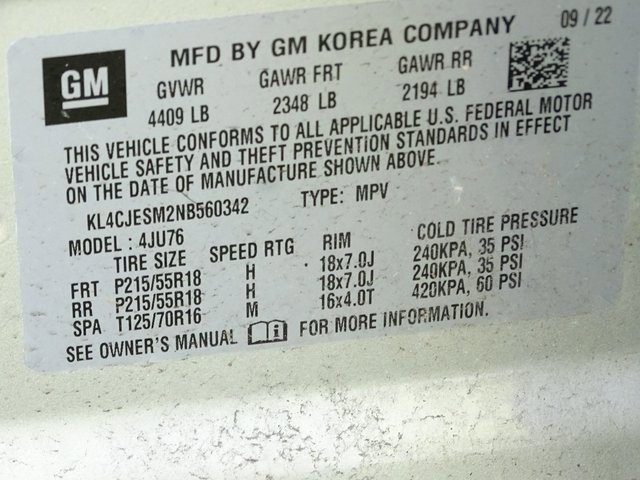 GM
MFD BY GM KOREA COMPANY 09 / 22
GVWR GAWR FRT GAWR RR
4409 LB 2348 LB 2194 LB
THIS VEHICLE CONFORMS TO ALL APPLICABLE U.S. FEDERAL MOTOR
VEHICLE SAFETY AND THEFT PREVENTION STANDARDS IN EFFECT
ON THE DATE OF MANUFACTURE SHOWN ABOVE.
KL4CJESM2NB560342 TYPE: MPV
MODEL : 4JU76
TIRE SIZE SPEED RTG RIM COLD TIRE PRESSURE
FRT P215/55R18 H 18x7.0J 240KPA, 35 PSI
RR P215/55R18 H 18x7.0J 240KPA, 35 PSI
SPA T125/70R16 M 16x4.0T 420KPA, 60 PSI
SEE OWNER'S MANUAL FOR MORE INFORMATION.